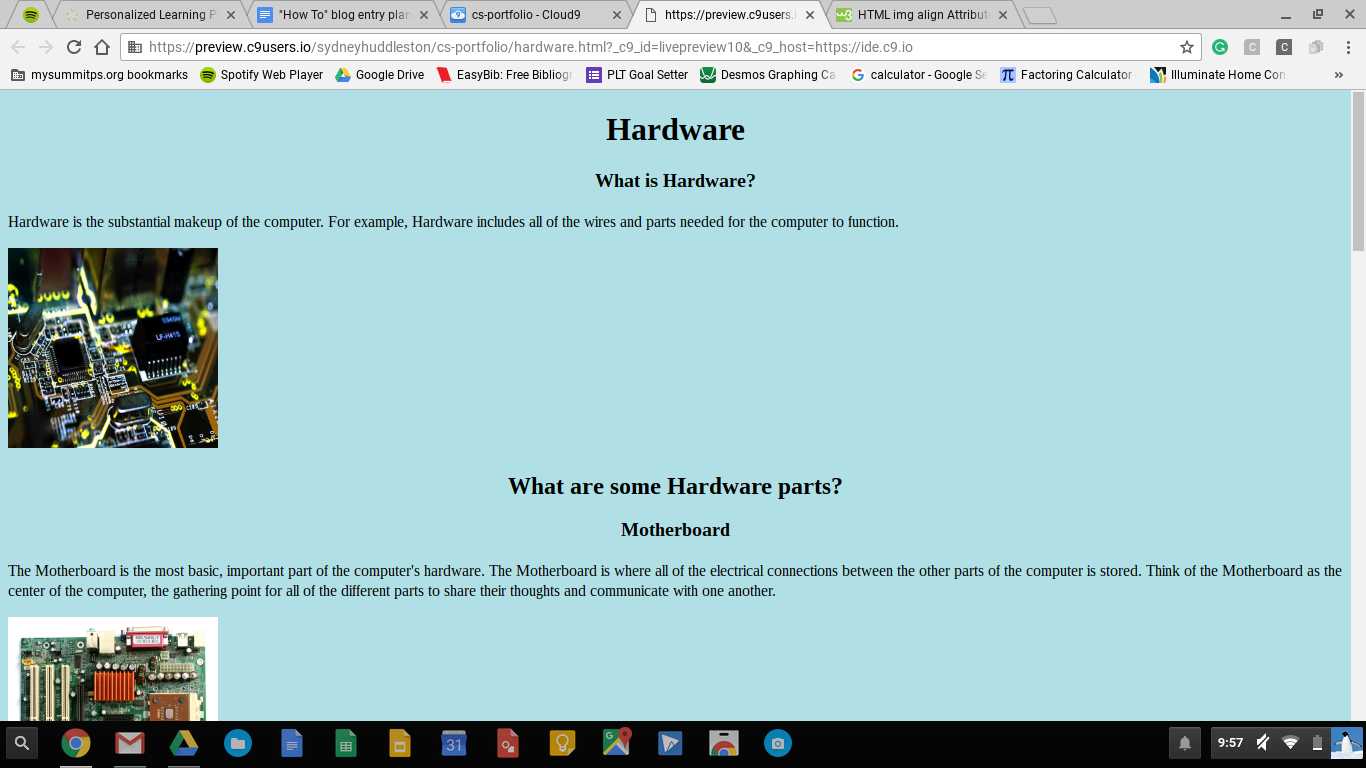 Personalized Learning P
"How To" blog entry plan
cs-portfolio - Cloud9
https://preview.c9users.i
HTML img align Attribut
https://preview.c9users.io/sydneyhuddleston/cs-portfolio/hardware.html?_c9_id=livepreview10&_c9_host=https://ide.c9.io
mysummitps.org bookmarks
Spotify Web Player
Google Drive
EasyBib: Free Bibliogr
PLT Goal Setter
Desmos Graphing Ca
calculator - Google Se
Factoring Calculator -
Illuminate Home Con
Hardware
What is Hardware?
Hardware is the substantial makeup of the computer. For example, Hardware includes all of the wires and parts needed for the computer to function.
LF-H41S
What are some Hardware parts?
Motherboard
The Motherboard is the most basic, important part of the computer's hardware. The Motherboard is where all of the electrical connections between the other parts of the computer is stored. Think of the Motherboard as the
center of the computer, the gathering point for all of the different parts to share their thoughts and communicate with one another.
31
9:57